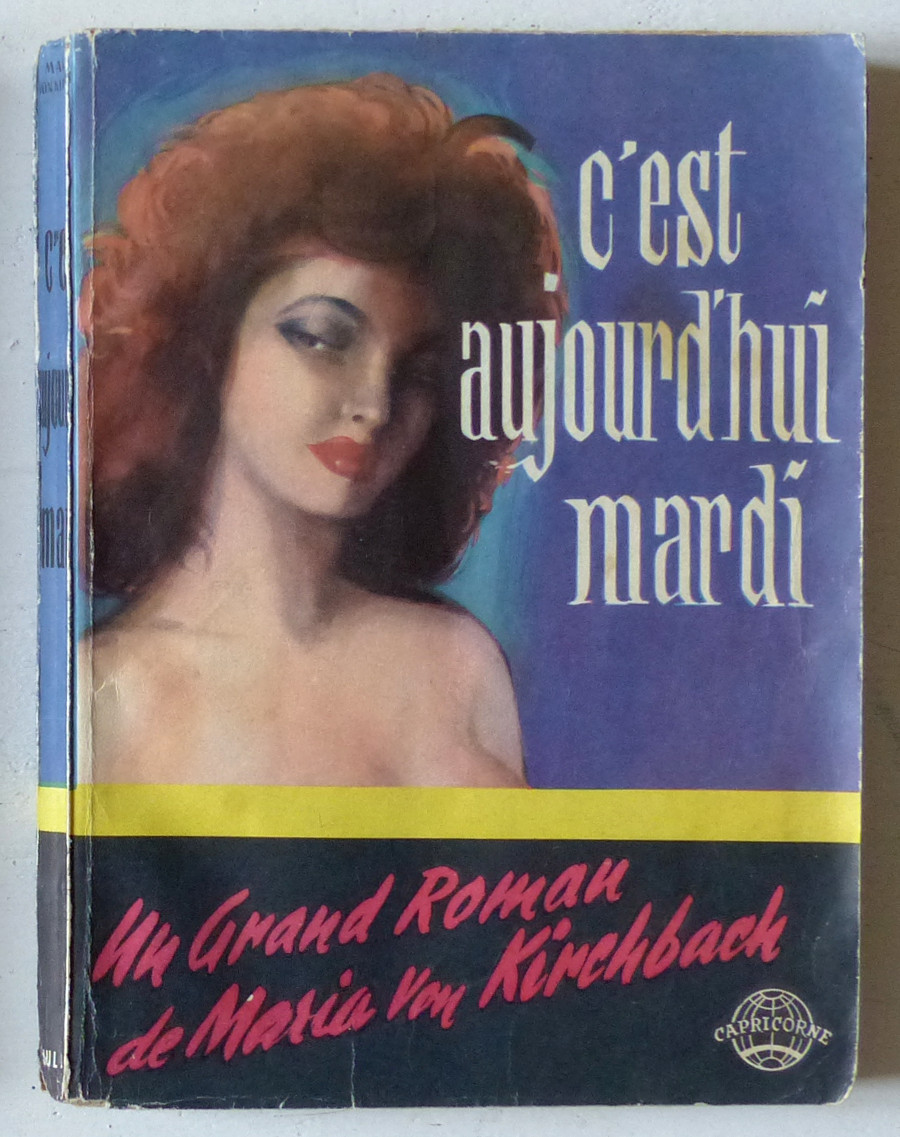 c'est
aujourd'hui
mardi
Un Grand Roman
de Maria Von Kirchbach
CAPRICORNE